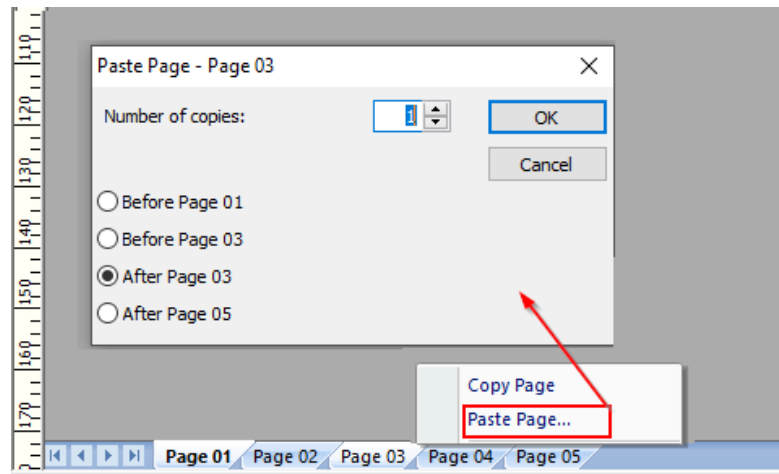 110
120
130
140
150
160
170
Paste Page - Page 03
Number of copies: 1
OK
Cancel
Before Page 01
Before Page 03
After Page 03
After Page 05
Copy Page
Paste Page...
Page 01 Page 02 Page 03 Page 04 Page 05